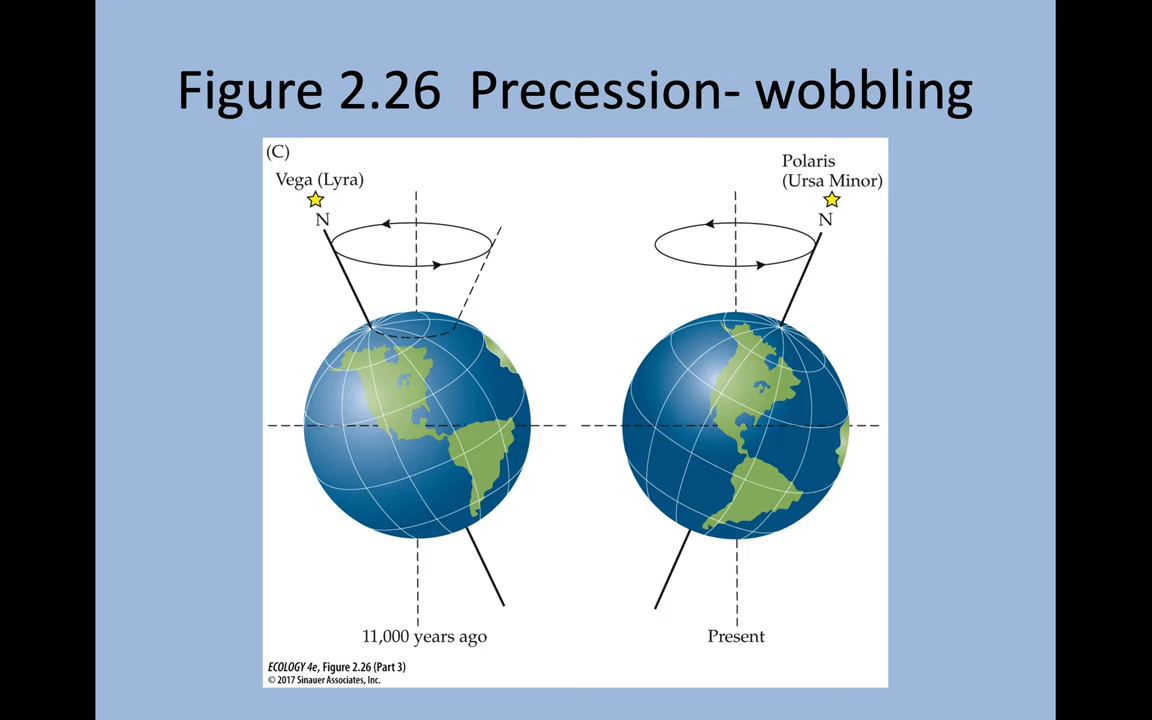 Figure 2.26  Precession- wobbling
(C)
Vega (Lyra)
N
Polaris
(Ursa Minor)
N
11,000 years ago
Present
ECOLOGY 4e, Figure 2.26 (Part 3)
© 2017 Sinauer Associates, Inc.